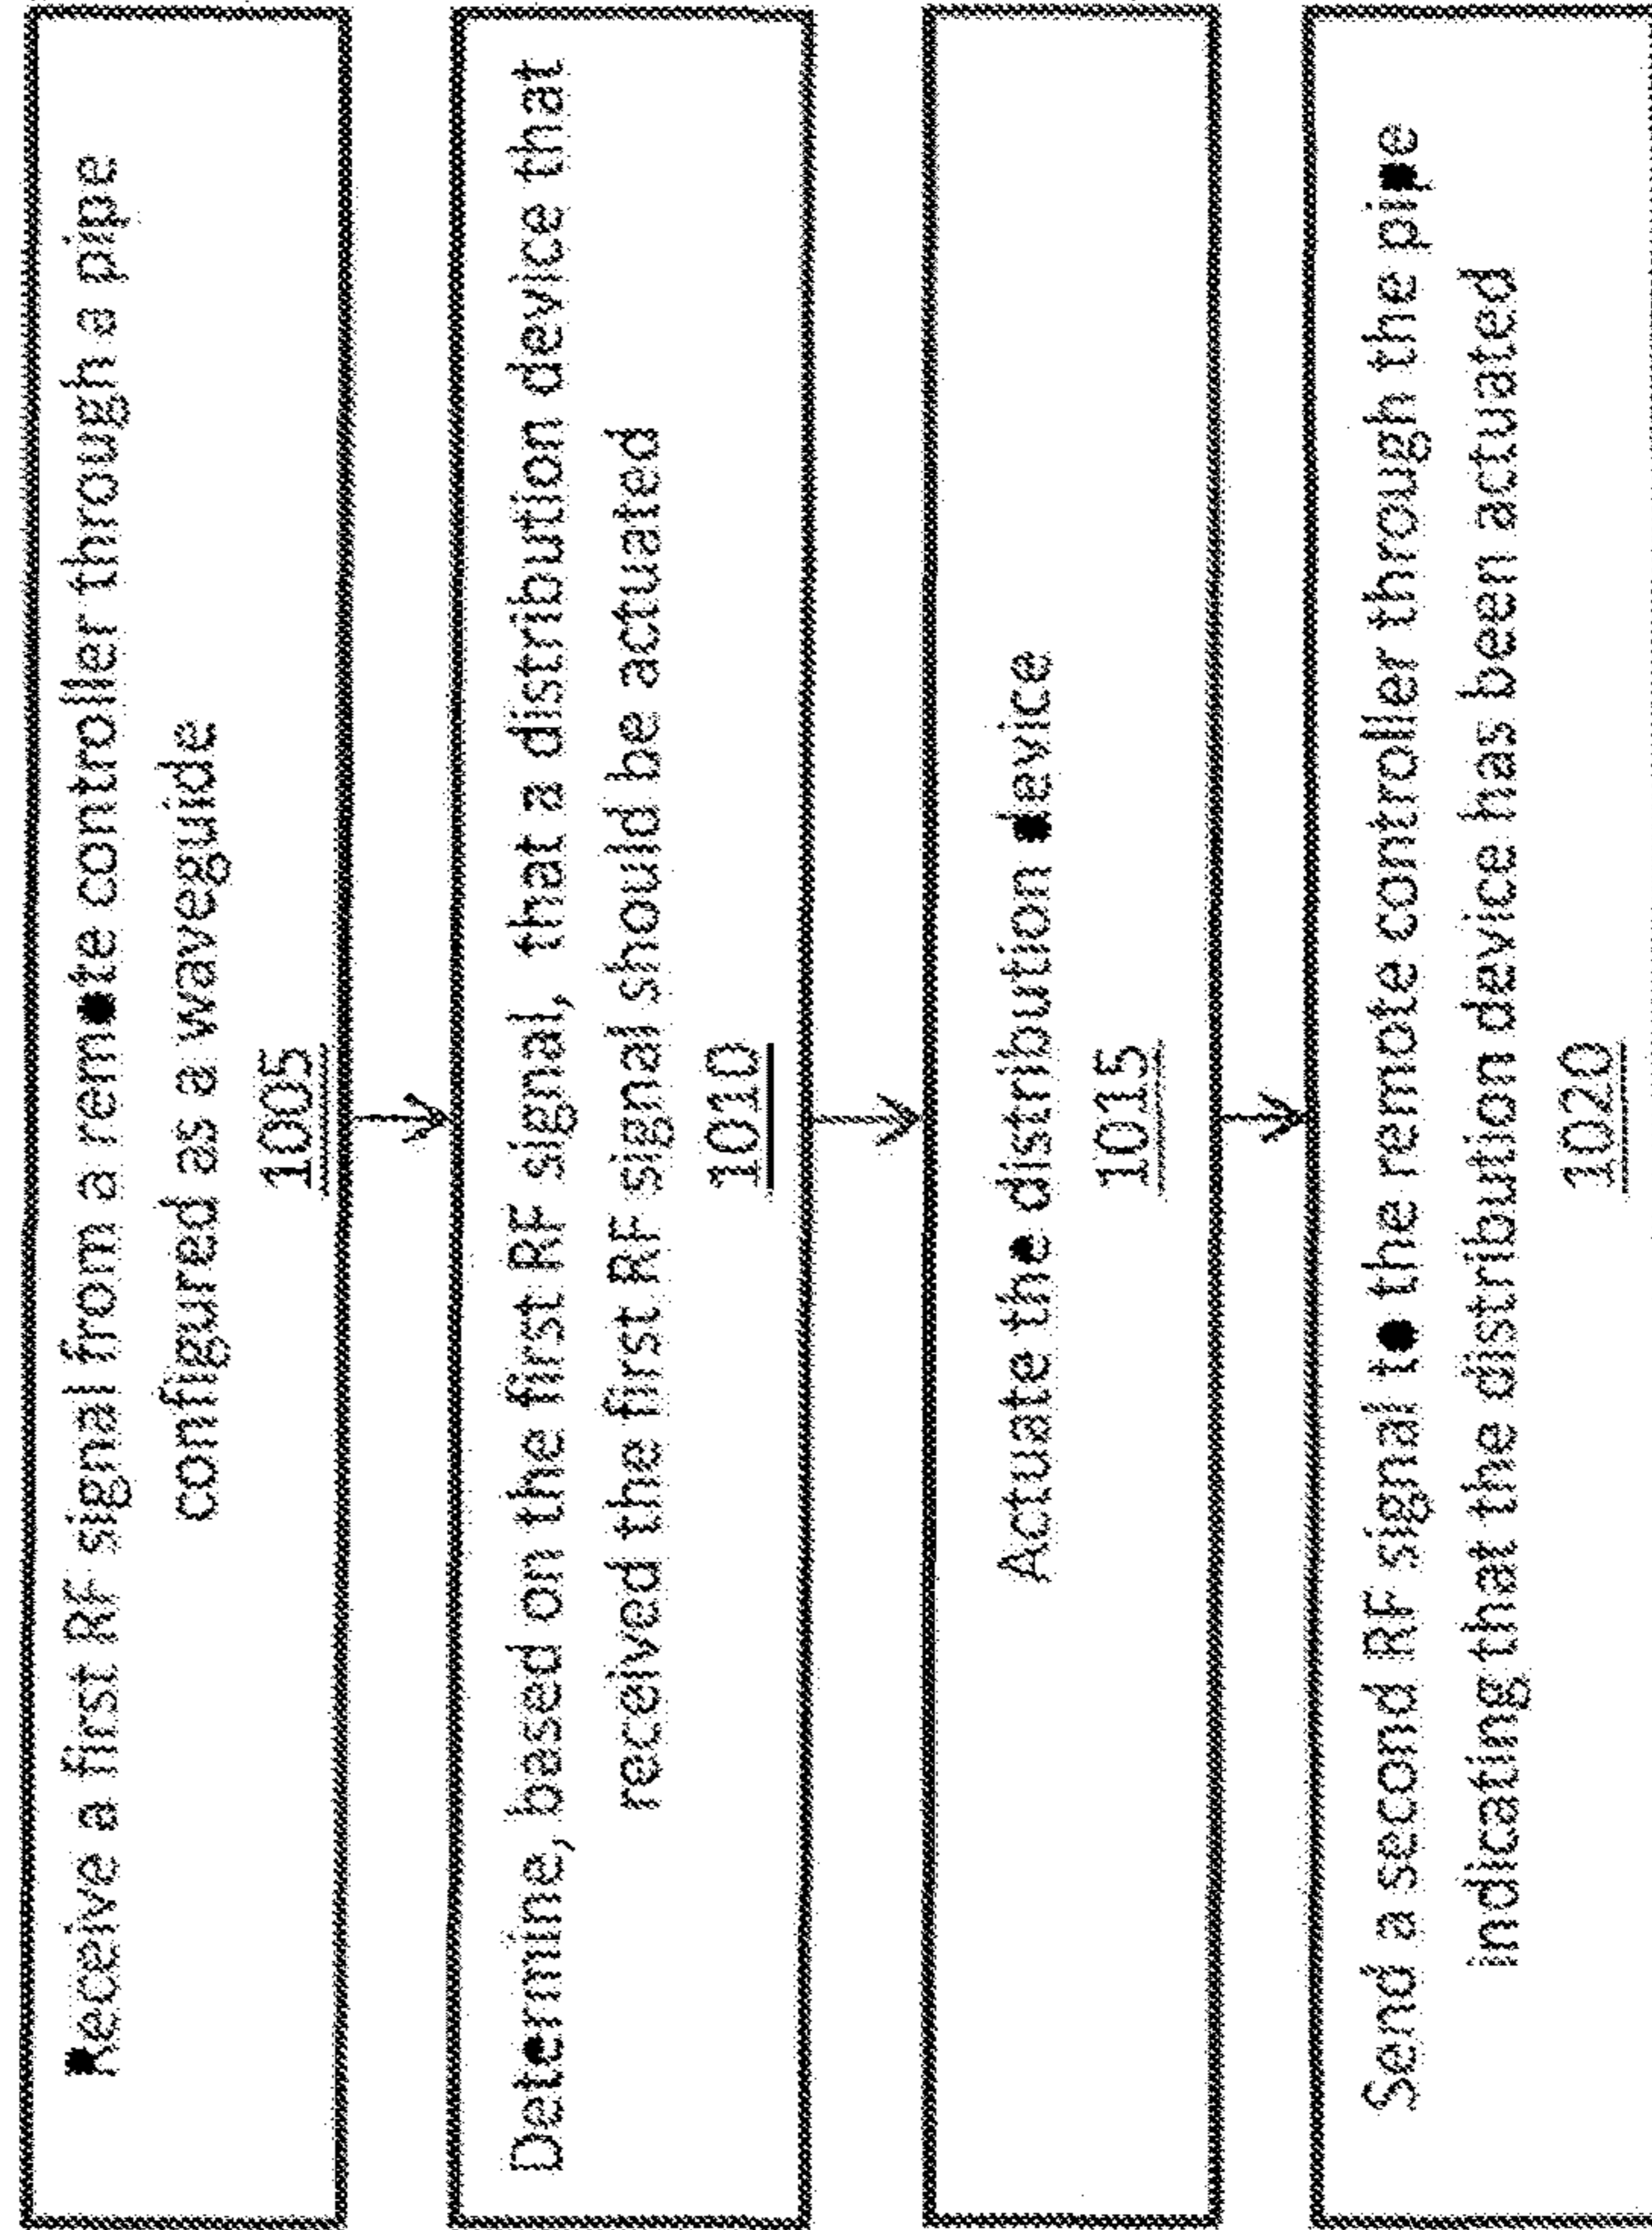 Receive a first RF signal from a remote controller through a pipe
configured as a waveguide
1005
Determine, based on the first RF signal, that a distribution device that
received the first RF signal should be actuated
1010
Actuate the distribution device
1015
Send a second RF signal to the remote controller through the pipe
indicating that the distribution device has been actuated
1020